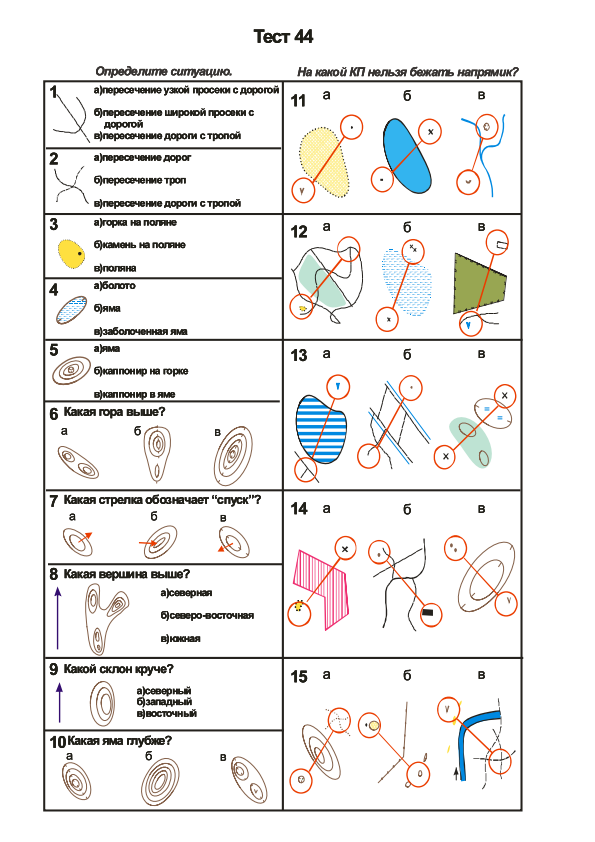 Тест 44
Определите ситуацию.
На какой КП нельзя бежать напрямик?
1
а)пересечение узкой просеки с дорогой
б)пересечение широкой просеки с
дорогой
в)пересечение дороги с тропой
2
а)пересечение дорог
б)пересечение троп
в)пересечение дороги с тропой
3
а)горка на поляне
б)камень на поляне
в)поляна
4
а)болото
б)яма
в)заболоченная яма
5
а)яма
б)каппонир на горке
в)каппонир в яме
6 Какая гора выше?
а б в
7 Какая стрелка обозначает “спуск”?
а б в
8 Какая вершина выше?
а)северная
б)северо-восточная
в)южная
9 Какой склон круче?
а)северный
б)западный
в)восточный
10 Какая яма глубже?
а б в
11 а б в
12 а б в
13 а б в
14 а б в
15 а б в